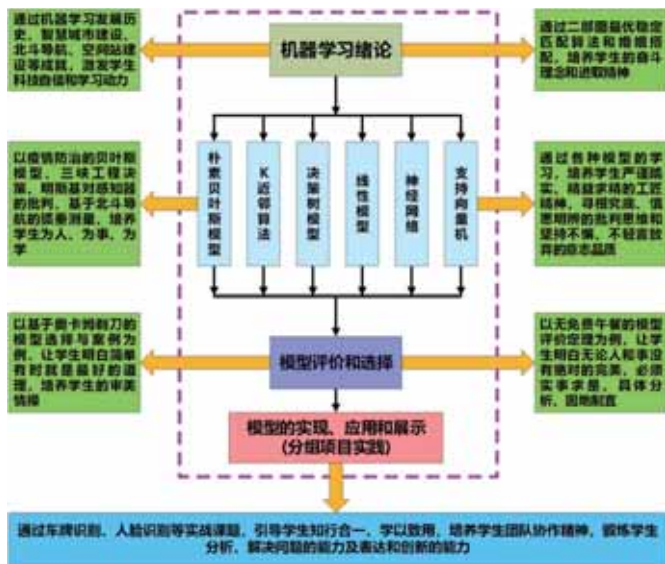 通过机器学习发展历
史、智慧城市建设、
北斗导航、空间站建
设等成就，激发学生
科技自信和学习动力
机器学习绪论
通过二部图最优稳定
匹配算法和婚姻搭
配，培养学生的奋斗
理念和进取精神
以疫情防治的贝叶斯
模型、三峡工程决
策、明斯基对感知器
的批判、基于北斗导
航的弧垂测量，培养
学生为人、为事、为
学
朴素贝叶斯模型
K近邻算法
决策树模型
线性模型
神经网络
支持向量机
通过各种模型的学
习，培养学生严谨踏
实、精益求精的工匠
精神，寻根究底、慎
思明辨的批判思维和
坚持不懈、不轻言放
弃的意志品质
以基于奥卡姆剃刀的
模型选择与案例为
例，让学生明白简单
有时就是最好的道
理，培养学生的审美
情操
模型评价和选择
以无免费午餐的模型
评价定理为例，让学
生明白无论人和事没
有绝对的完美，必须
实事求是，具体分
析、因地制宜
模型的实现、应用和展示
(分组项目实践)
通过车牌识别、人脸识别等实战课题，引导学生知行合一、学以致用，培养学生团队协作精神，锻炼学生
分析、解决问题的能力及表达和创新的能力